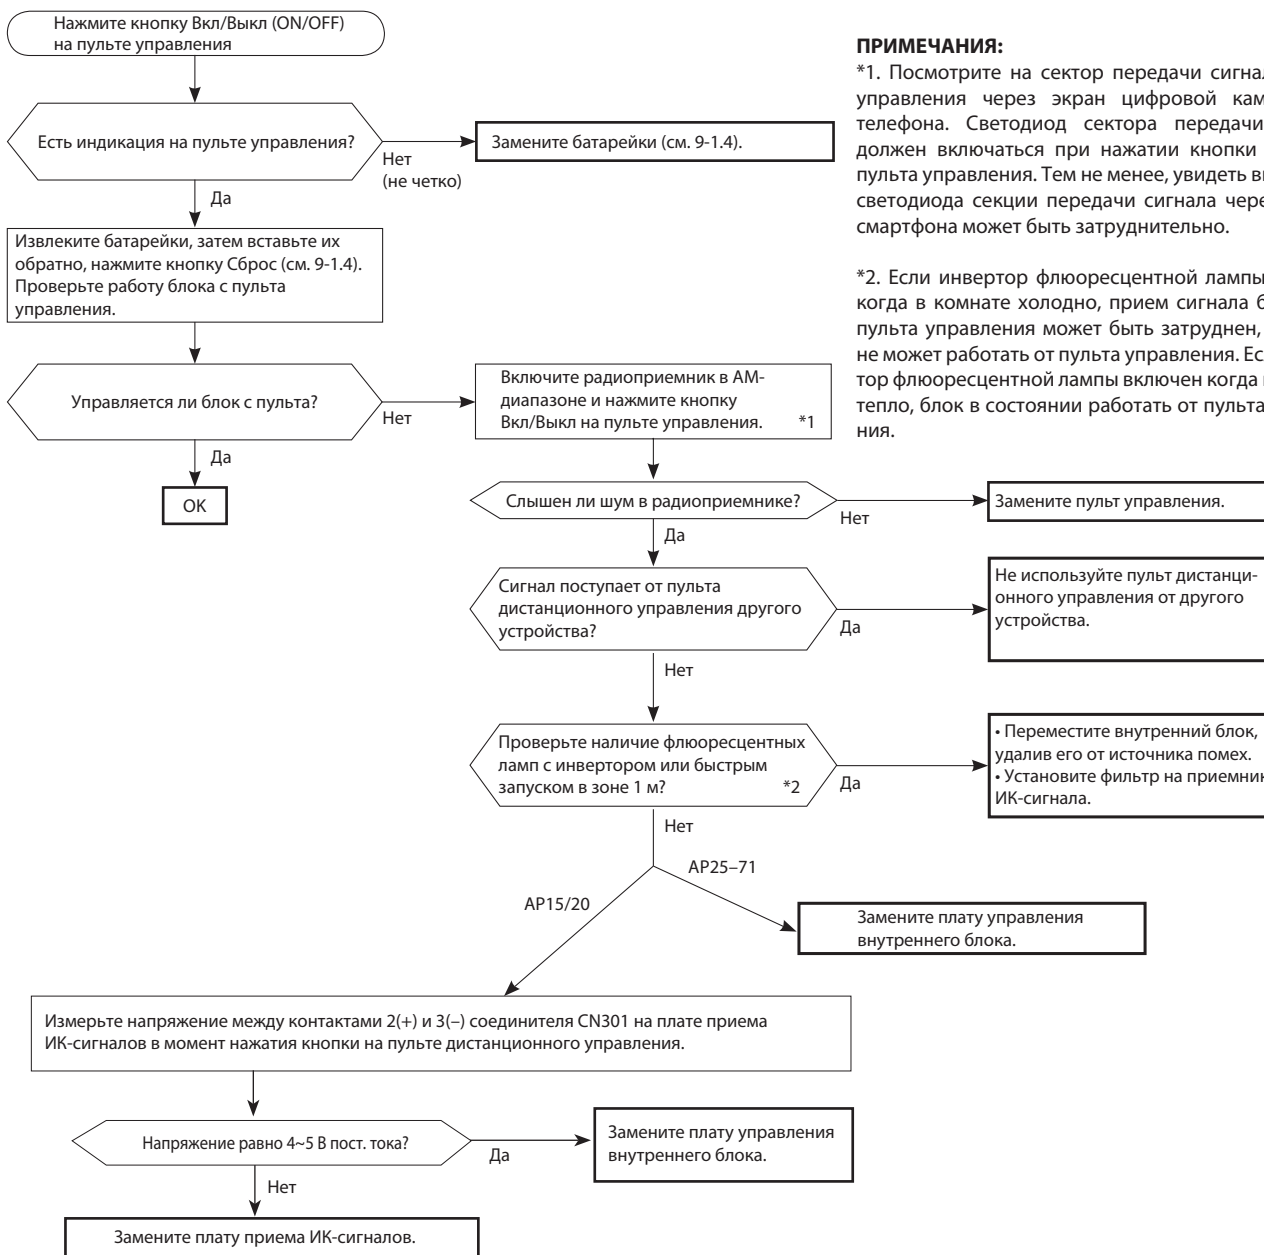 Нажмите кнопку Вкл/Выкл (ON/OFF)
на пульте управления
Есть индикация на пульте управления?
Нет
(не четко)
Замените батарейки (см. 9-1.4).
Да
Извлеките батарейки, затем вставьте их
обратно, нажмите кнопку Сброс (см. 9-1.4).
Проверьте работу блока с пульта
управления.
Управляется ли блок с пульта?
Нет
Да
OK
Включите радиоприемник в АМ-
диапазоне и нажмите кнопку
Вкл/Выкл на пульте управления. *1
ПРИМЕЧАНИЯ:
*1. Посмотрите на сектор передачи
управления через экран цифровой
телефона. Светодиод сектора передачи
должен включаться при нажатии кнопки
пульта управления. Тем не менее, увидеть
светодиода секции передачи сигнала
смартфона может быть затруднительно.
*2. Если инвертор флюоресцентной лампы
когда в комнате холодно, прием сигнала
пульта управления может быть затруднен,
не может работать от пульта управления.
тор флюоресцентной лампы включен когда
тепло, блок в состоянии работать от пульта
ния.
Слышен ли шум в радиоприемнике?
Нет
Замените пульт управления.
Да
Сигнал поступает от пульта
дистанционного управления другого
устройства?
Да
Не используйте пульт дистанци-
онного управления от другого
устройства.
Нет
Проверьте наличие флюоресцентных
ламп с инвертором или быстрым
запуском в зоне 1 м? *2
Да
• Переместите внутренний блок,
удалив его от источника помех.
• Установите фильтр на
ИК-сигнала.
Нет
AP25–71
AP15/20
Замените плату управления
внутреннего блока.
Измерьте напряжение между контактами 2(+) и 3(–) соединителя CN301 на плате приема
ИК-сигналов в момент нажатия кнопки на пульте дистанционного управления.
Напряжение равно 4~5 В пост. тока?
Да
Замените плату управления
внутреннего блока.
Нет
Замените плату приема ИК-сигналов.